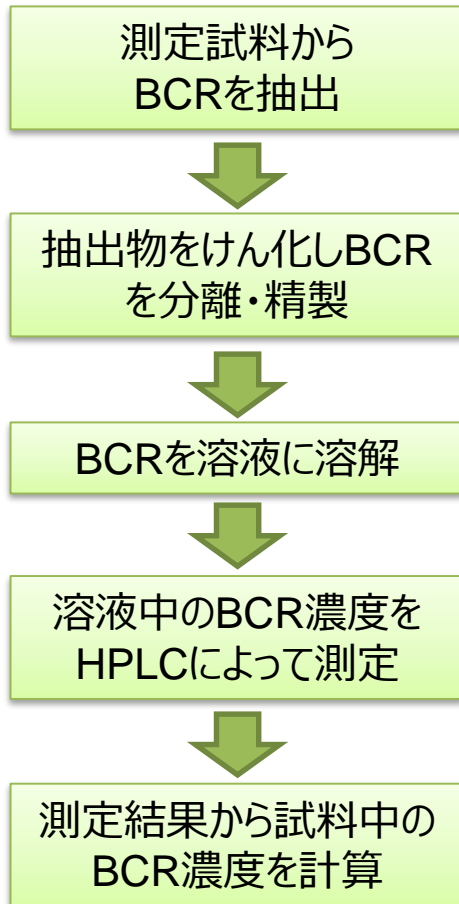 測定試料から
BCRを抽出
抽出物をけん化しBCR
を分離・精製
BCRを溶液に溶解
溶液中のBCR濃度を
HPLCによって測定
測定結果から試料中の
BCR濃度を計算